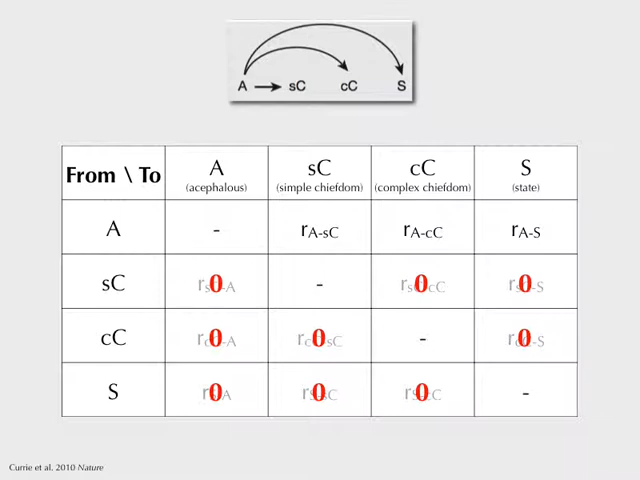 A sC cC S
From \ To A sC cC S
(acephalous) (simple chiefdom) (complex chiefdom) (state)
A - rA-sC rA-cC rA-S
sC 0 - 0 0
cC 0 0 - 0
S 0 0 0 -
Currie et al. 2010 Nature